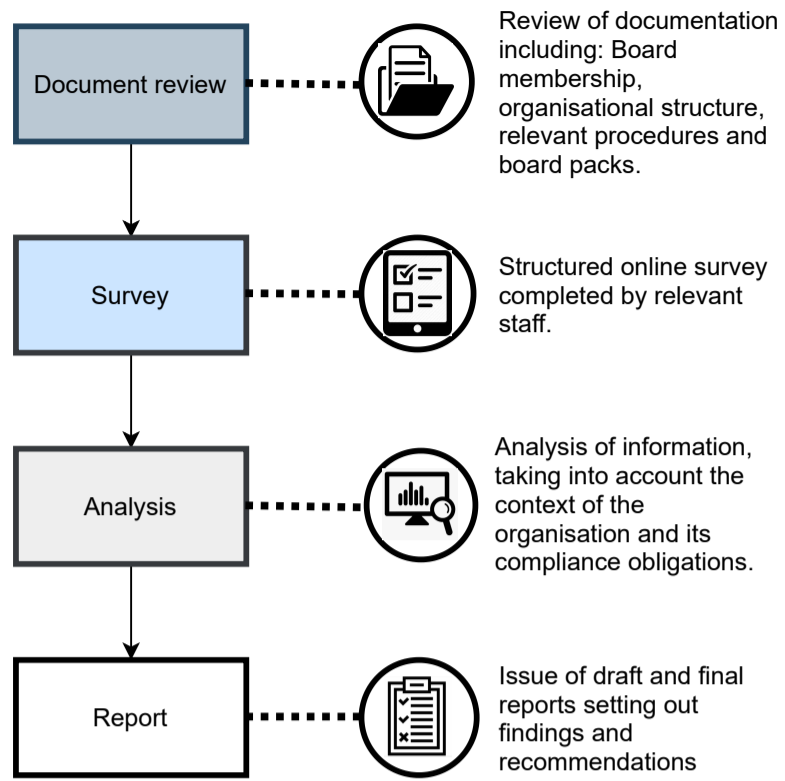 Document review
Review of documentation
including: Board
membership,
organisational structure,
relevant procedures and
board packs.
Survey
Structured online survey
completed by relevant
staff.
Analysis
Analysis of information,
taking into account the
context of the
organisation and its
compliance obligations.
Report
Issue of draft and final
reports setting out
findings and
recommendations